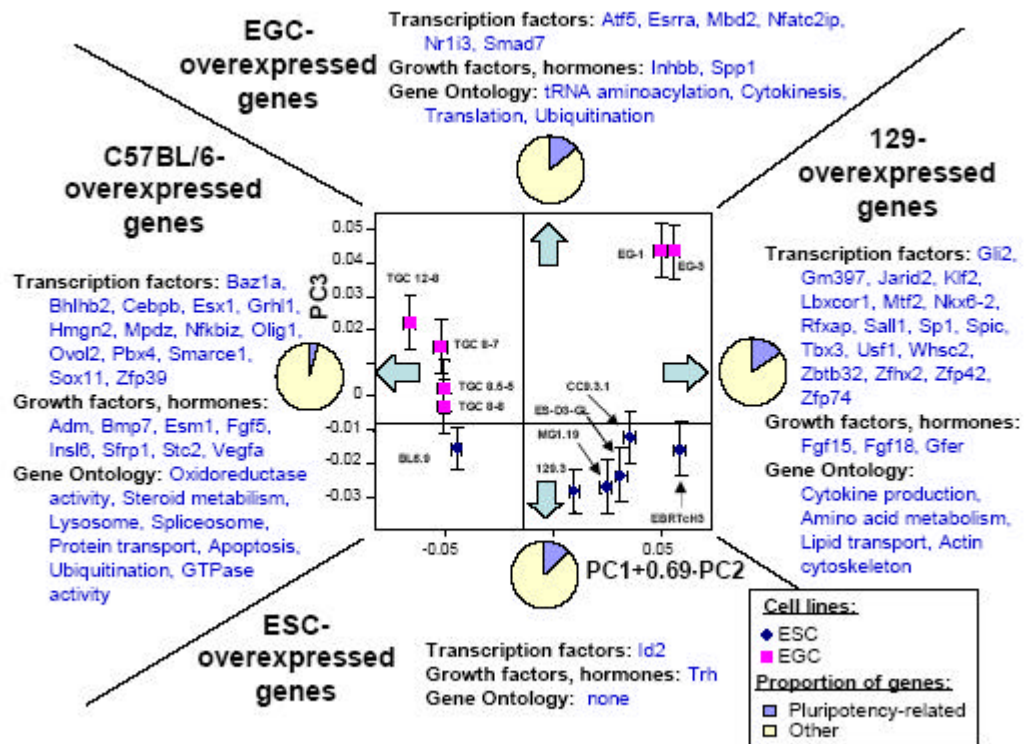 EGC-
overexpressed
genes
Transcription factors: Atf5, Esrra, Mbd2, Nfatc2ip,
Nr1i3, Smad7
Growth factors, hormones: Inhbb, Spp1
Gene Ontology: tRNA aminoacylation, Cytokinesis,
Translation, Ubiquitination
C57BL/6-
overexpressed
genes
Transcription factors: Baz1a,
Bhlhb2, Cebpb, Esx1, Grhl1,
Hmgn2, Mpdz, Nfkbiz, Olig1,
Ovol2, Pbx4, Smarce1,
Sox11, Zfp39
Growth factors, hormones:
Adm, Bmp7, Esm1, Fgf5,
Insl6, Sfrp1, Stc2, Vegfa
Gene Ontology: Oxidoreductase
activity, Steroid metabolism,
Lysosome, Spliceosome,
Protein transport, Apoptosis,
Ubiquitination, GTPase
activity
129-
overexpressed
genes
Transcription factors: Gli2,
Gm397, Jarid2, Klf2,
Lbxcor1, Mtf2, Nkx6-2,
Rfxap, Sall1, Sp1, Spic,
Tbx3, Usf1, Whsc2,
Zbtb32, Zfhx2, Zfp42,
Zfp74
Growth factors, hormones:
Fgf15, Fgf18, Gfer
Gene Ontology:
Cytokine production,
Amino acid metabolism,
Lipid transport, Actin
cytoskeleton
PC3
0.05
0.04
0.03
0.02
0
-0.01
-0.02
-0.03
-0.05
0.05
PC1+0.69·PC2
TGC 12-8
TGC 8-7
TGC 8.5-5
TGC 8-6
BL6.9
EG-1
EG-3
CC9.3.1
ES-D3-GL
MG1.19
129.3
EBRTcH3
ESC-
overexpressed
genes
Transcription factors: Id2
Growth factors, hormones: Trh
Gene Ontology: none
Cell lines:
ESC
EGC
Proportion of genes:
Pluripotency-related
Other